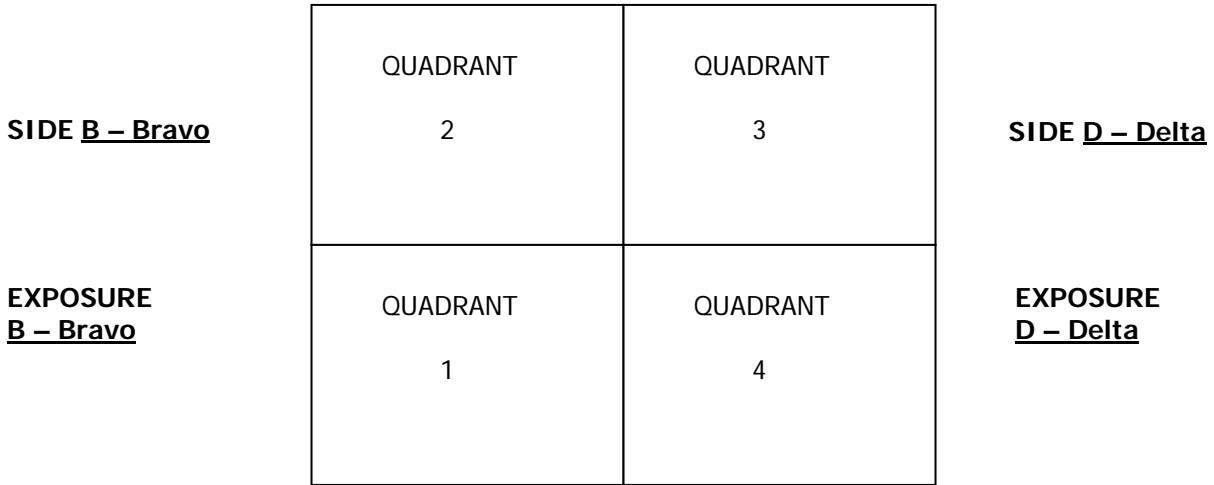 QUADRANT QUADRANT
SIDE B – Bravo 2 3 SIDE D – Delta
EXPOSURE QUADRANT QUADRANT EXPOSURE
B – Bravo D – Delta
1 4